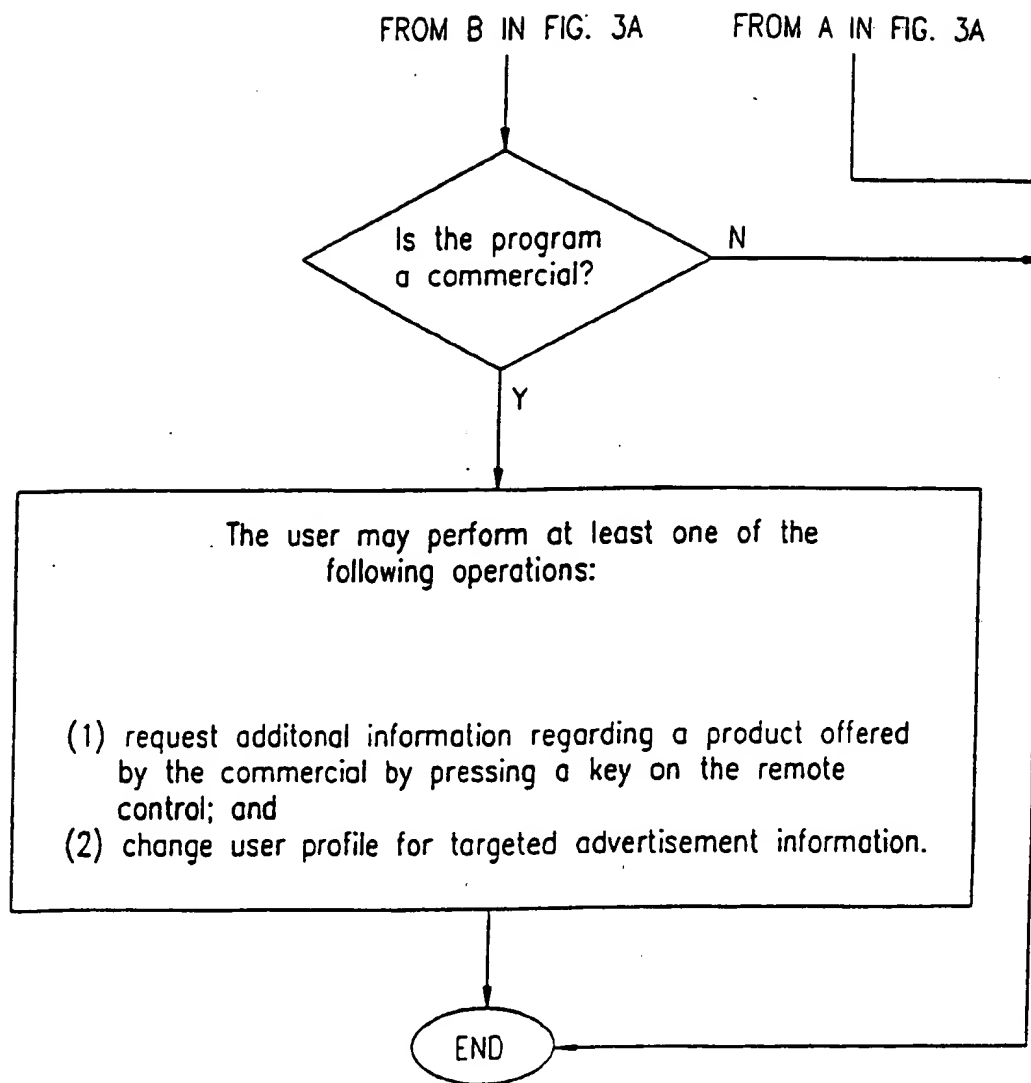 FROM B IN FIG. 3A
FROM A IN FIG. 3A
Is the program
a commercial?
N
Y
The user may perform at least one of the
following operations:
(1) request additonal information regarding a product offered
by the commercial by pressing a key on the remote
control; and
(2) change user profile for targeted advertisement information.
END